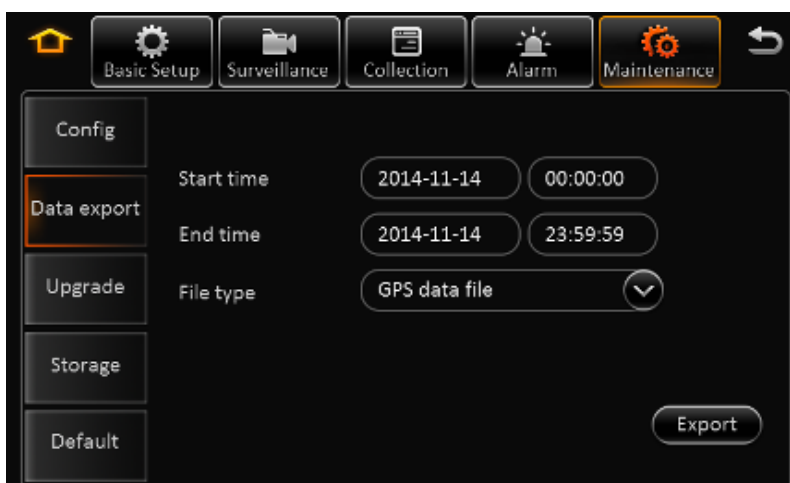 Basic Setup Surveillance Collection Alarm Maintenance
Config
Start time 2014-11-14 00:00:00
Data export
End time 2014-11-14 23:59:59
Upgrade
File type GPS data file
Storage
Export
Default